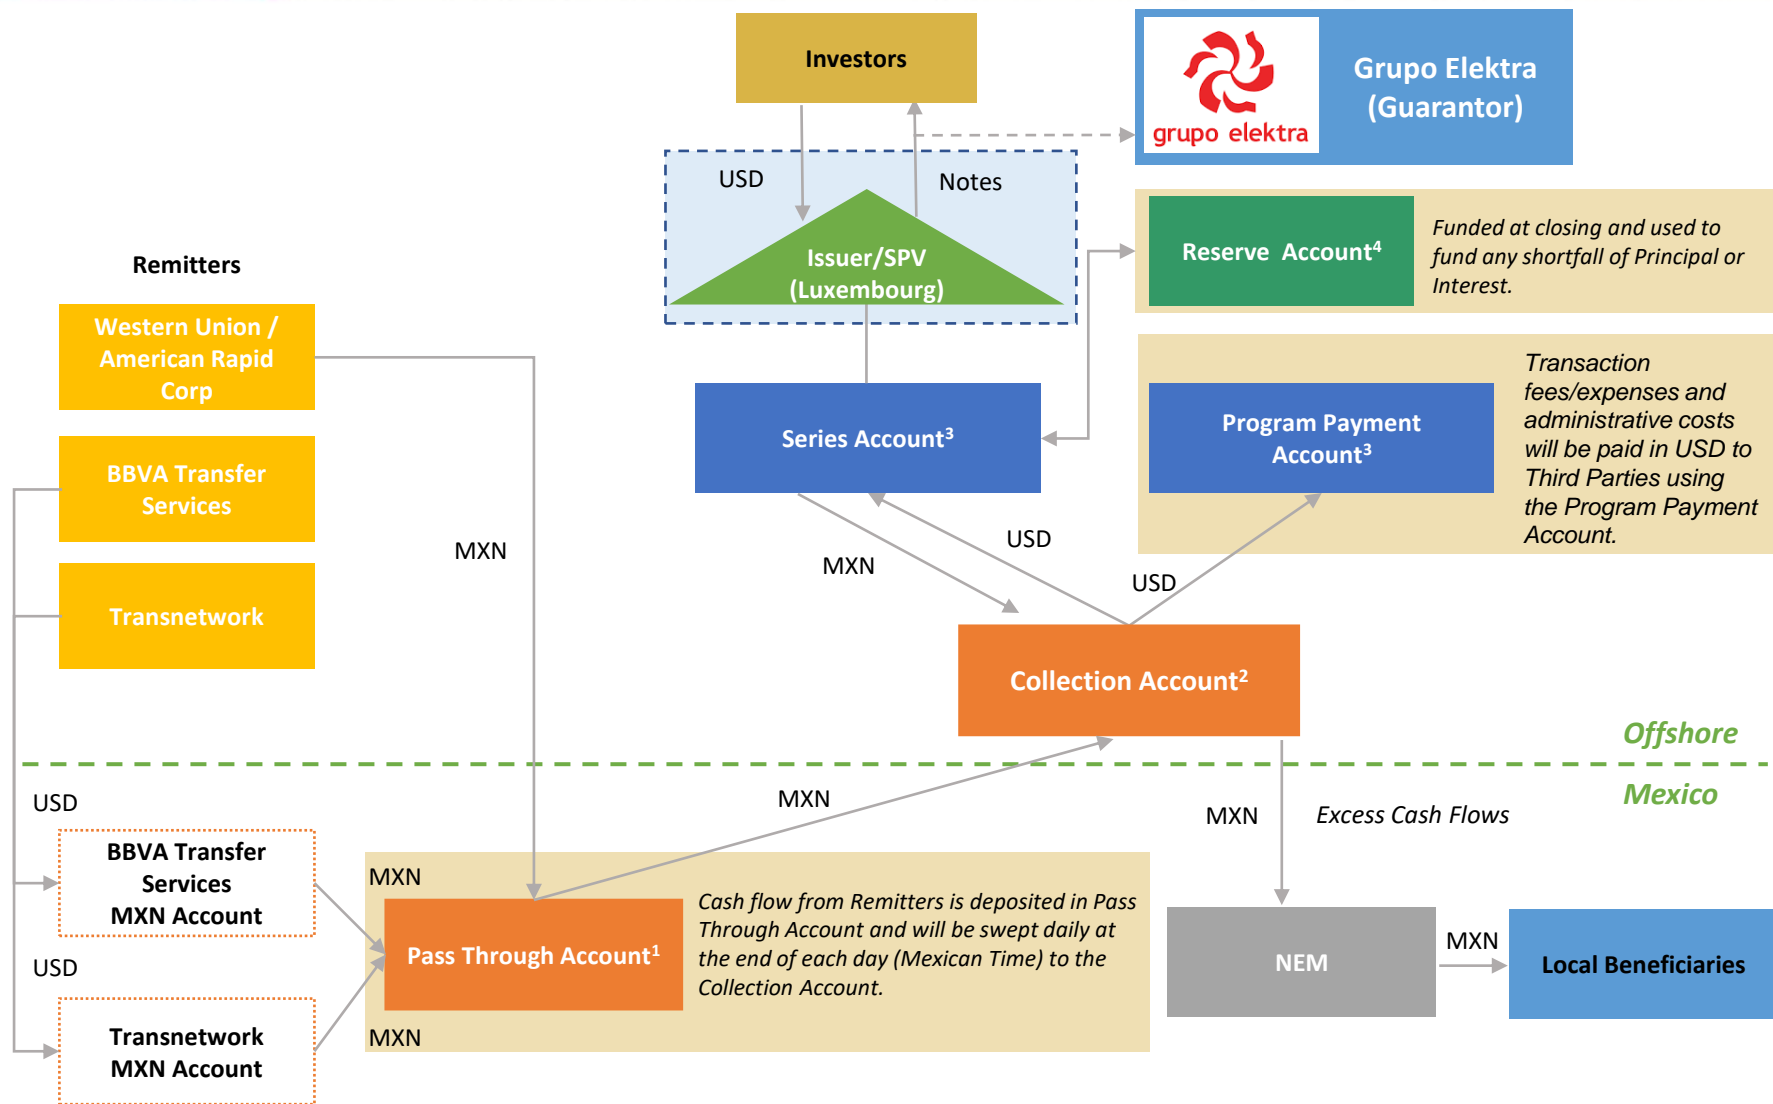 Investors
grupo elektra
Grupo Elektra
(Guarantor)
USD
Notes
Issuer/SPV
(Luxembourg)
Reserve Account⁴
Funded at closing and used to
fund any shortfall of Principal or
Interest.
Remitters
Western Union /
American Rapid
Corp
BBVA Transfer
Services
Transnetwork
MXN
Series Account³
Program Payment
Account³
Transaction
fees/expenses and
administrative costs
will be paid in USD to
Third Parties using
the Program Payment
Account.
MXN
USD
USD
Collection Account²
Offshore
Mexico
USD
MXN
MXN
Excess Cash Flows
BBVA Transfer
Services
MXN Account
MXN
Pass Through Account¹
Cash flow from Remitters is deposited in Pass
Through Account and will be swept daily at
the end of each day (Mexican Time) to the
Collection Account.
NEM
MXN
Local Beneficiaries
USD
Transnetwork
MXN Account
MXN